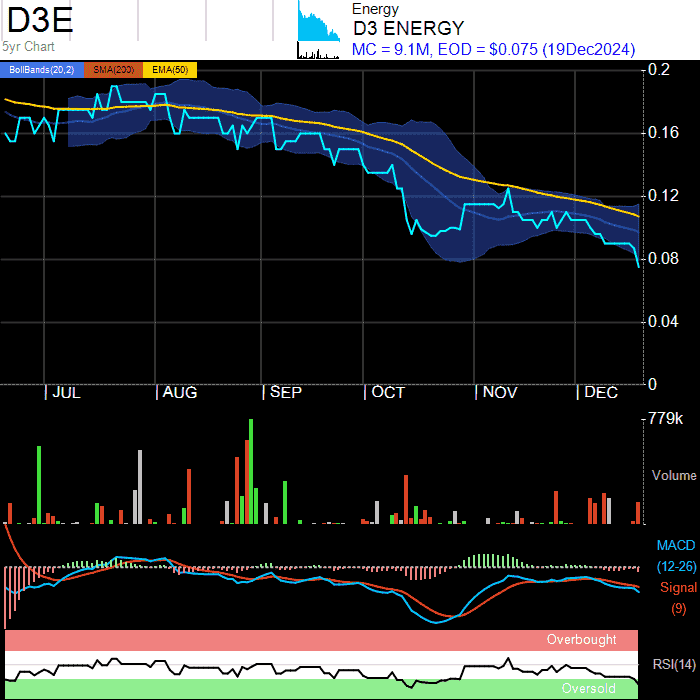 D3E
5yr Chart
Energy
D3 ENERGY
MC = 9.1M, EOD = $0.075 (19Dec2024)
BollBands(20,2) SMA(200) EMA(50)
0.2
0.16
0.12
0.08
0.04
0
JUL AUG SEP OCT NOV DEC
779k
Volume
MACD
(12-26)
Signal
(9)
Overbought
RSI(14)
Oversold